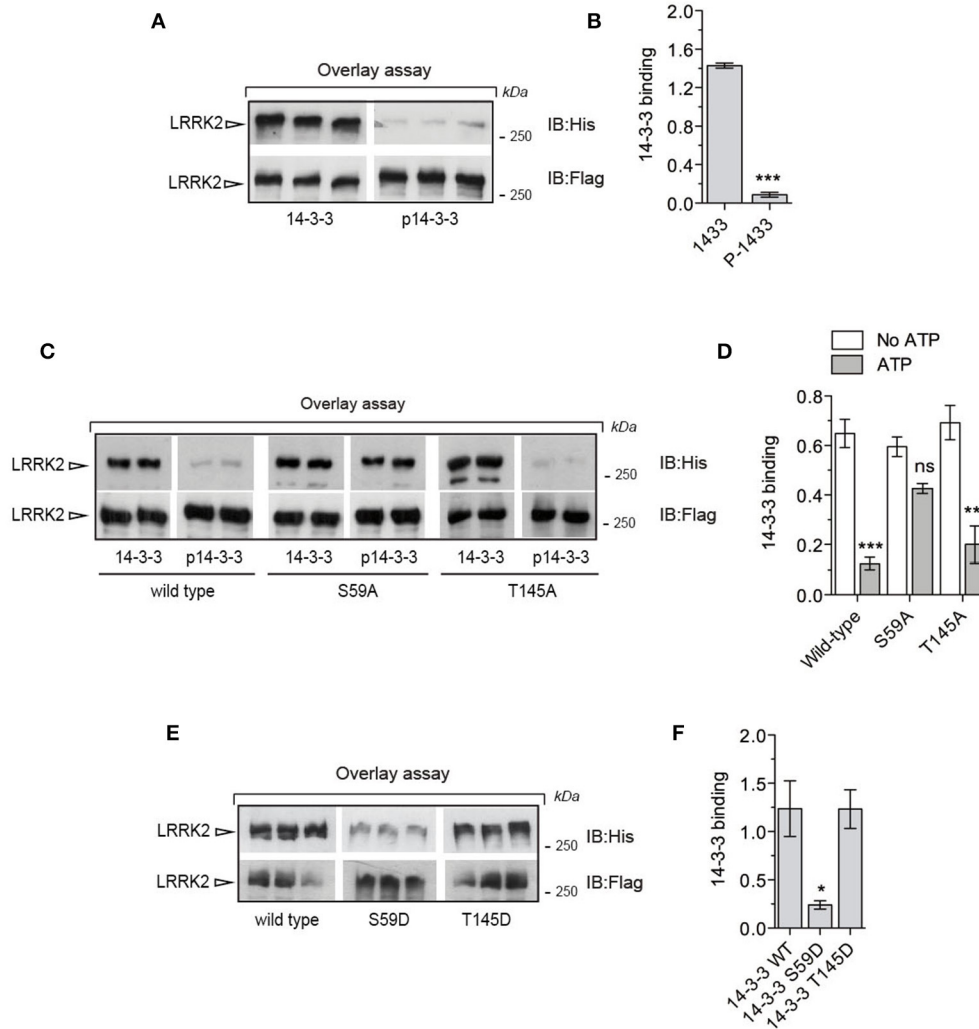 A
Overlay assay
kDa
LRRK2
IB:His
- 250
LRRK2
IB:Flag
- 250
14-3-3 p14-3-3
B
14-3-3 binding
2.0
1.6
1.2
0.8
0.4
0.0
***
1433
P-1433
C
Overlay assay
kDa
LRRK2
IB:His
- 250
LRRK2
IB:Flag
- 250
14-3-3 p14-3-3 14-3-3 p14-3-3 14-3-3 p14-3-3
wild type S59A T145A
D
No ATP
ATP
14-3-3 binding
0.8
0.6
0.4
0.2
0.0
***
ns
**
Wild-type
S59A
T145A
E
Overlay assay
kDa
LRRK2
IB:His
- 250
LRRK2
IB:Flag
- 250
wild type S59D T145D
F
14-3-3 binding
2.0
1.5
1.0
0.5
0.0
*
14-3-3 WT
14-3-3 S59D
14-3-3 T145D